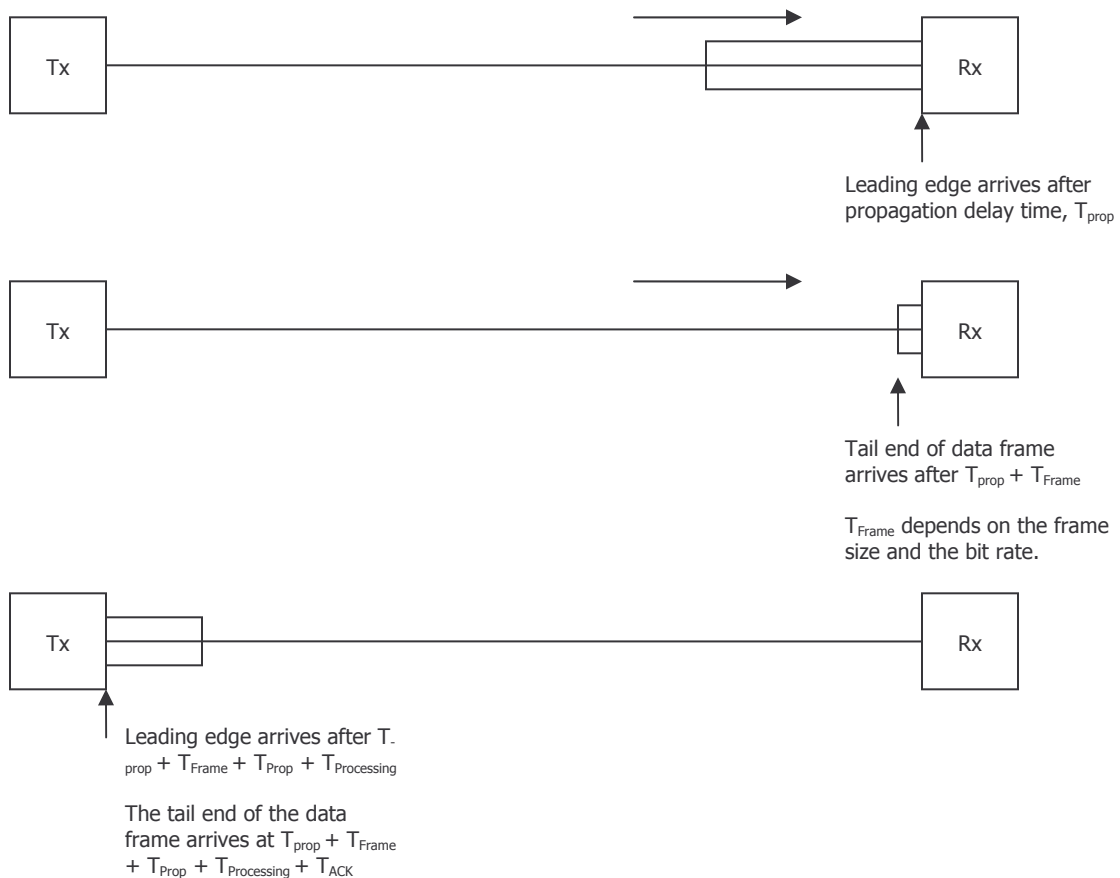 Tx
Rx
Leading edge arrives after
propagation delay time, Tprop
Tx
Rx
Tail end of data frame
arrives after Tprop + TFrame
TFrame depends on the frame
size and the bit rate.
Tx
Rx
Leading edge arrives after T-
prop + TFrame + TProp + TProcessing
The tail end of the data
frame arrives at Tprop + TFrame
+ TProp + TProcessing + TACK